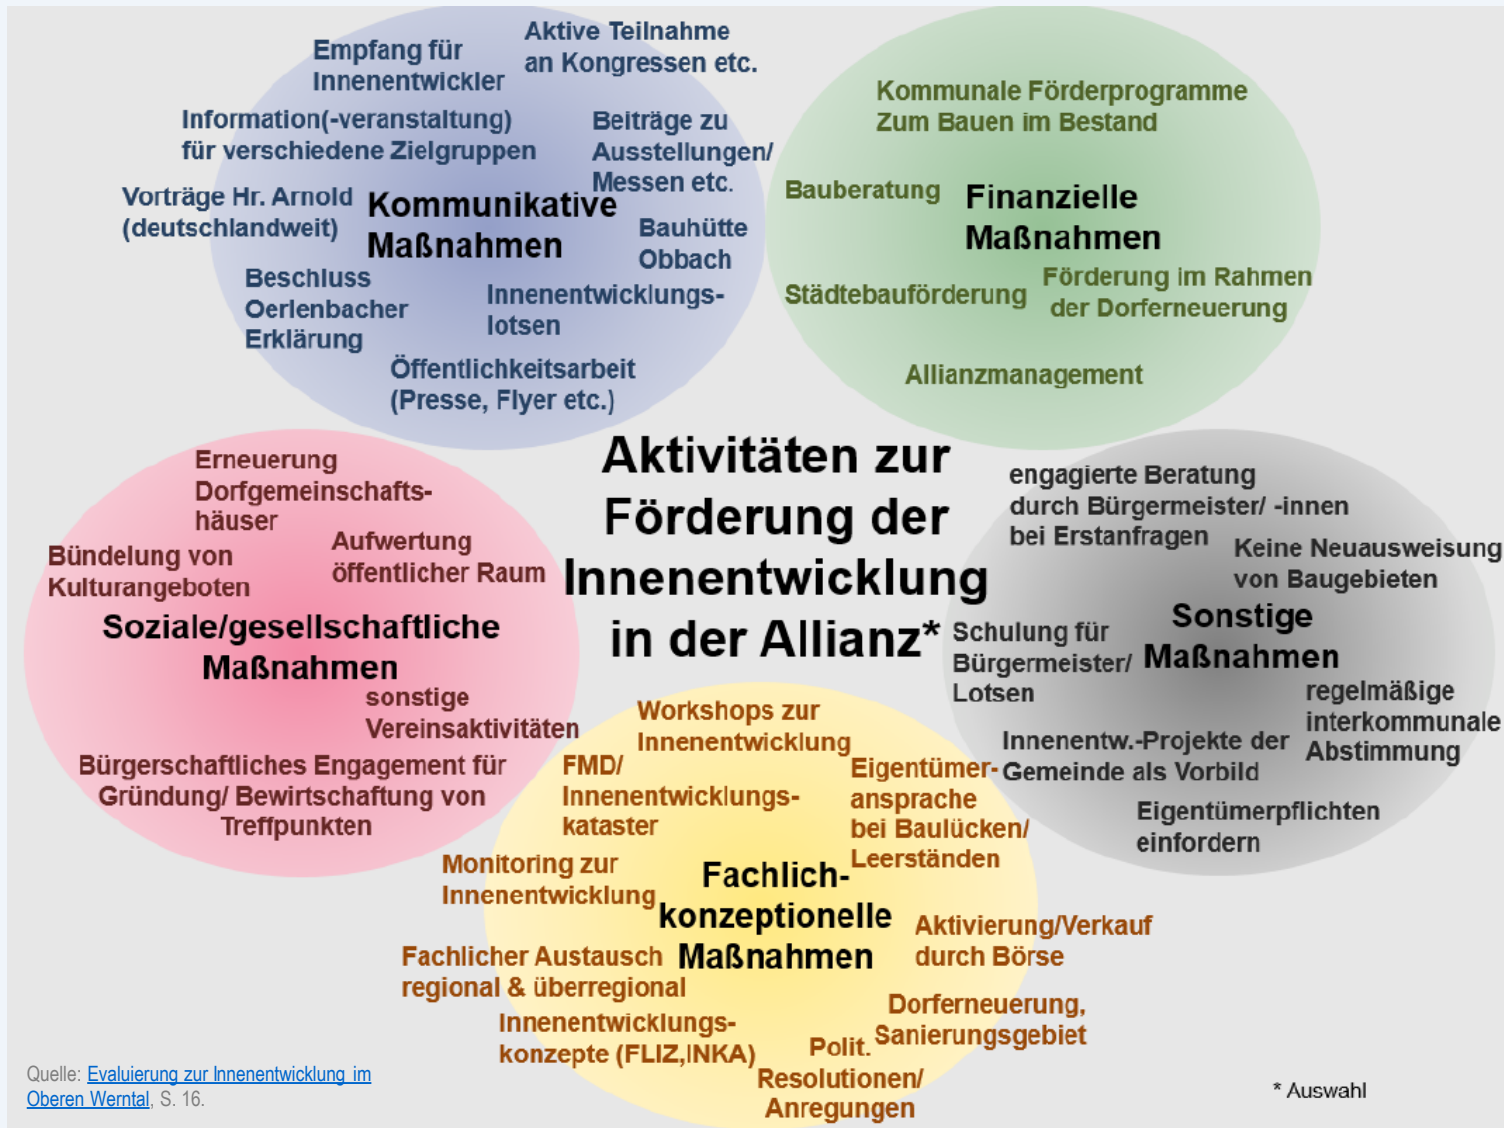 Empfang für
Innenentwickler
Aktive Teilnahme
an Kongressen etc.
Information(-veranstaltung)
für verschiedene Zielgruppen
Beiträge zu
Ausstellungen/
Messen etc.
Vorträge Hr. Arnold
(deutschlandweit)
Kommunikative
Maßnahmen
Bauhütte
Obbach
Beschluss
Oerlenbacher
Erklärung
Innenentwicklungs-
lotsen
Öffentlichkeitsarbeit
(Presse, Flyer etc.)
Kommunale Förderprogramme
Zum Bauen im Bestand
Bauberatung
Finanzielle
Maßnahmen
Städtebauförderung
Förderung im Rahmen
der Dorferneuerung
Allianzmanagement
Aktivitäten zur
Förderung der
Innenentwicklung
in der Allianz*
Erneuerung
Dorfgemeinschafts-
häuser
Bündelung von
Kulturangeboten
Aufwertung
öffentlicher Raum
Soziale/gesellschaftliche
Maßnahmen
sonstige
Vereinsaktivitäten
Bürgerschaftliches Engagement für
Gründung/ Bewirtschaftung von
Treffpunkten
engagierte Beratung
durch Bürgermeister/ -innen
bei Erstanfragen
Keine Neuausweisung
von Baugebieten
Sonstige
Maßnahmen
Schulung für
Bürgermeister/
Lotsen
regelmäßige
interkommunale
Abstimmung
Innenentw.-Projekte der
Gemeinde als Vorbild
Eigentümerpflichten
einfordern
Workshops zur
Innenentwicklung
FMD/
Innenentwicklungs-
kataster
Eigentümer-
ansprache
bei Baulücken/
Leerständen
Monitoring zur
Innenentwicklung
Fachlich-
konzeptionelle
Maßnahmen
Aktivierung/Verkauf
durch Börse
Fachlicher Austausch
regional & überregional
Dorferneuerung,
Sanierungsgebiet
Innenentwicklungs-
konzepte (FLIZ,INKA)
Polit.
Resolutionen/
Anregungen
Quelle: Evaluierung zur Innenentwicklung im
Oberen Werntal, S. 16.
* Auswahl